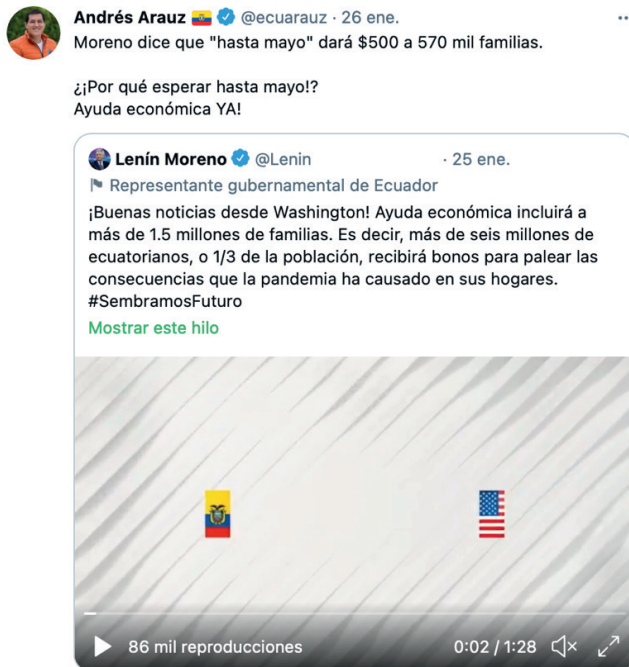 Andrés Arauz 🇪🇨 @ecuarauz · 26 ene.
Moreno dice que "hasta mayo" dará $500 a 570 mil familias.
¿¡Por qué esperar hasta mayo!?
Ayuda económica YA!
Lenín Moreno @Lenin · 25 ene.
Representante gubernamental de Ecuador
¡Buenas noticias desde Washington! Ayuda económica incluirá a
más de 1.5 millones de familias. Es decir, más de seis millones de
ecuatorianos, o 1/3 de la población, recibirá bonos para palear las
consecuencias que la pandemia ha causado en sus hogares.
#SembramosFuturo
Mostrar este hilo
86 mil reproducciones 0:02 / 1:28